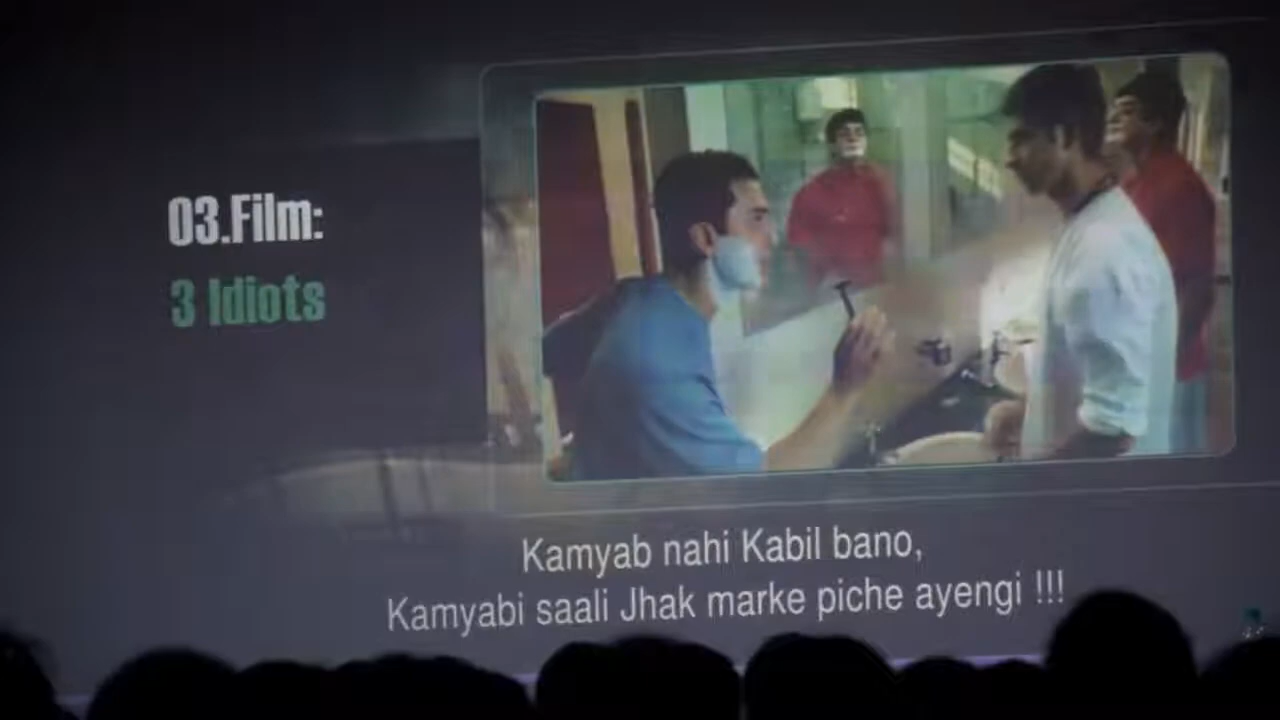 03.Film:
3 Idiots
Kamyab nahi Kabil bano,
Kamyabi saali Jhak marke piche ayengi !!!